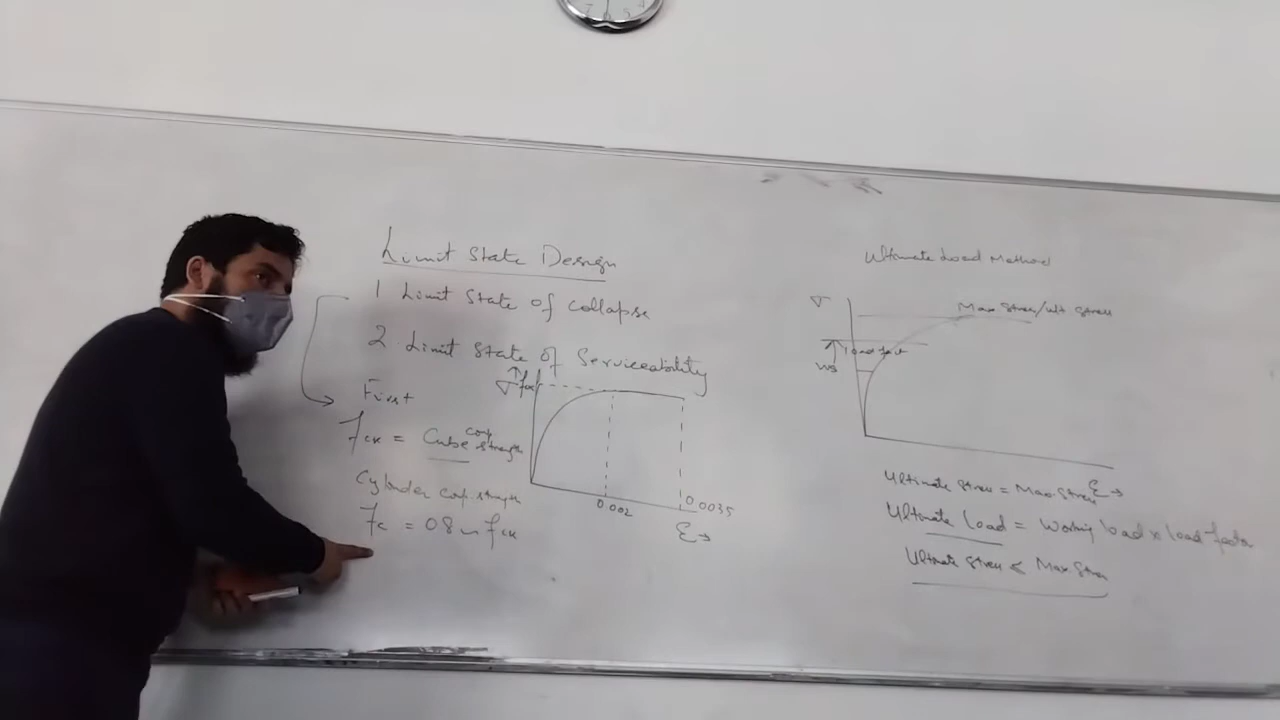 Limit State Design
1 Limit State of collapse
2. Limit State of Serviceability
First
fck = Cube comp strength
Cylinder comp. strength
fc = 0.8 fck
σ
fck
0.002
0.0035
ε→
Ultimate Load Method
σ
Max Stress/ult Stress
load fact
WS
ε→
Ultimate Stress = Max Stress
Ultimate load = Working load x load factor
Ultimate Stress < Max Stress